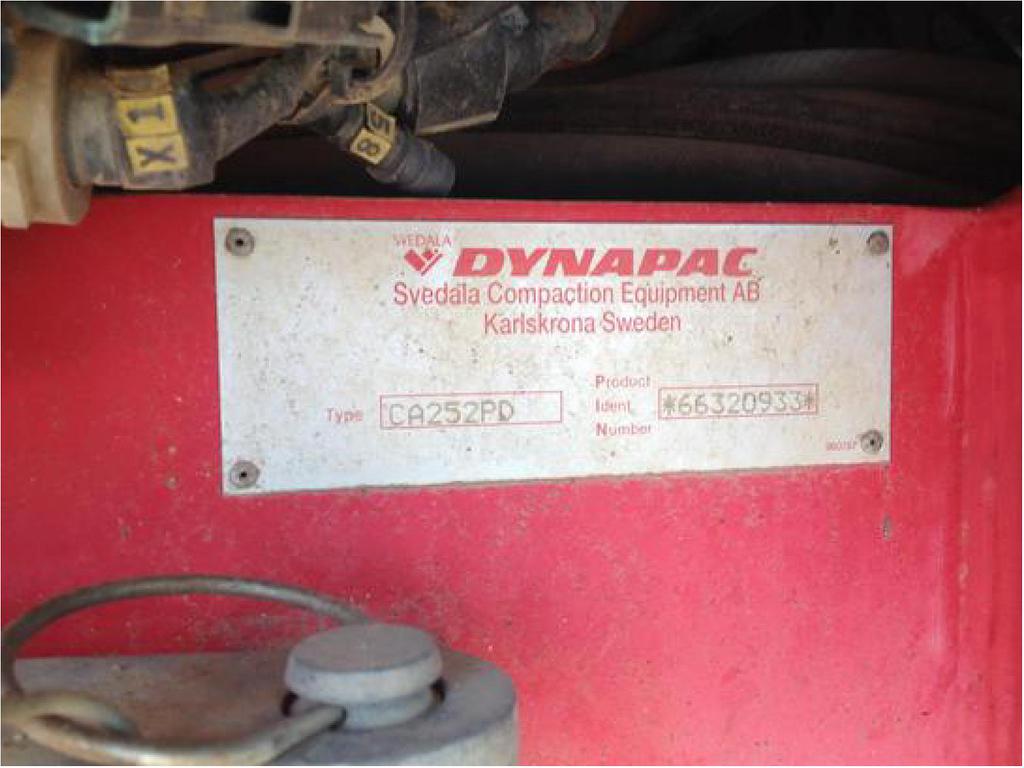 X1
58
SVEDALA
DYNAPAC
Svedala Compaction Equipment AB
Karlskrona Sweden
Type CA252PD
Product
Ident
Number
*66320933*